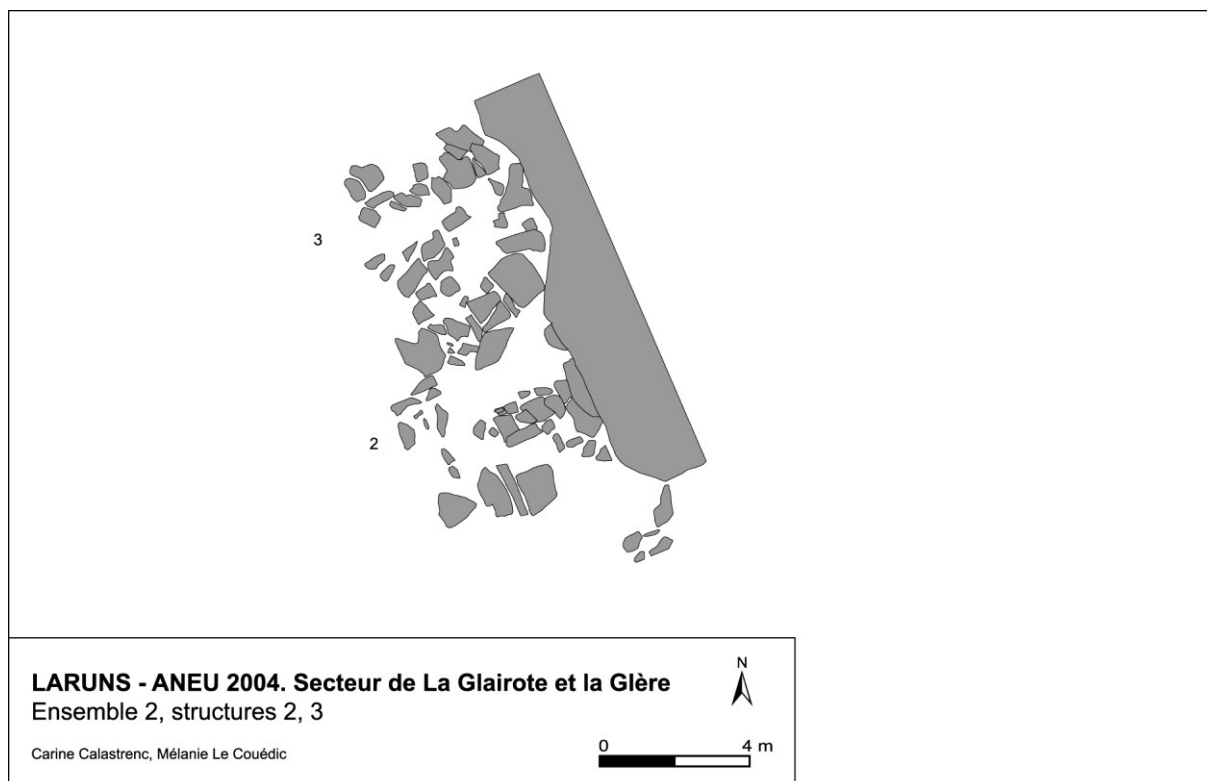 3
2
LARUNS - ANEU 2004. Secteur de La Glairote et la Glère
Ensemble 2, structures 2, 3
Carine Calastrenc, Mélanie Le Couédic
N
0 4 m